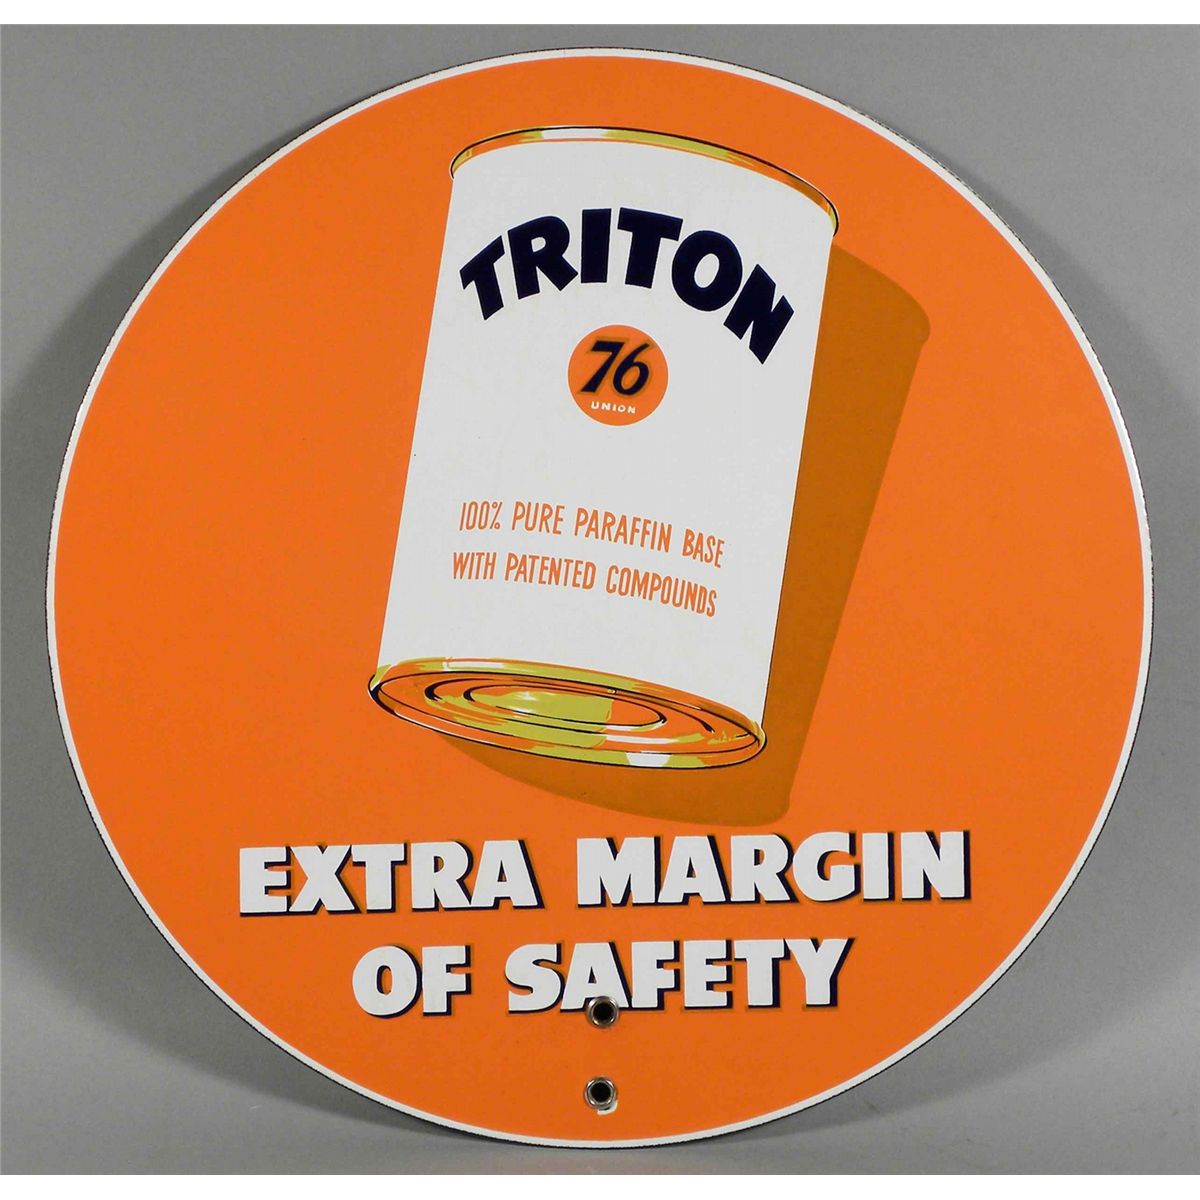 TRITON
76
UNION
100% PURE PARAFFIN BASE
WITH PATENTED COMPOUNDS
EXTRA MARGIN
OF SAFETY